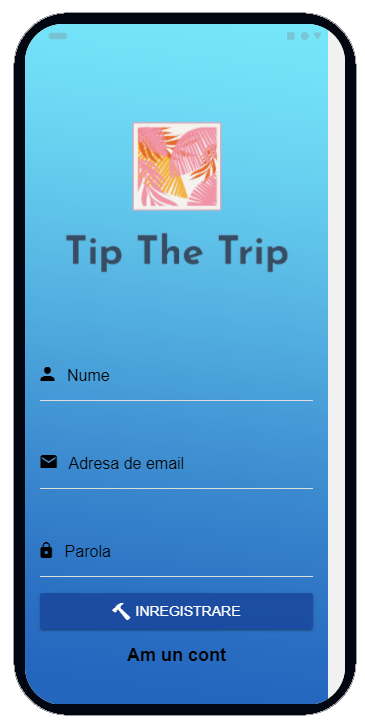 Tip The Trip
Nume
Adresa de email
Parola
INREGISTRARE
Am un cont